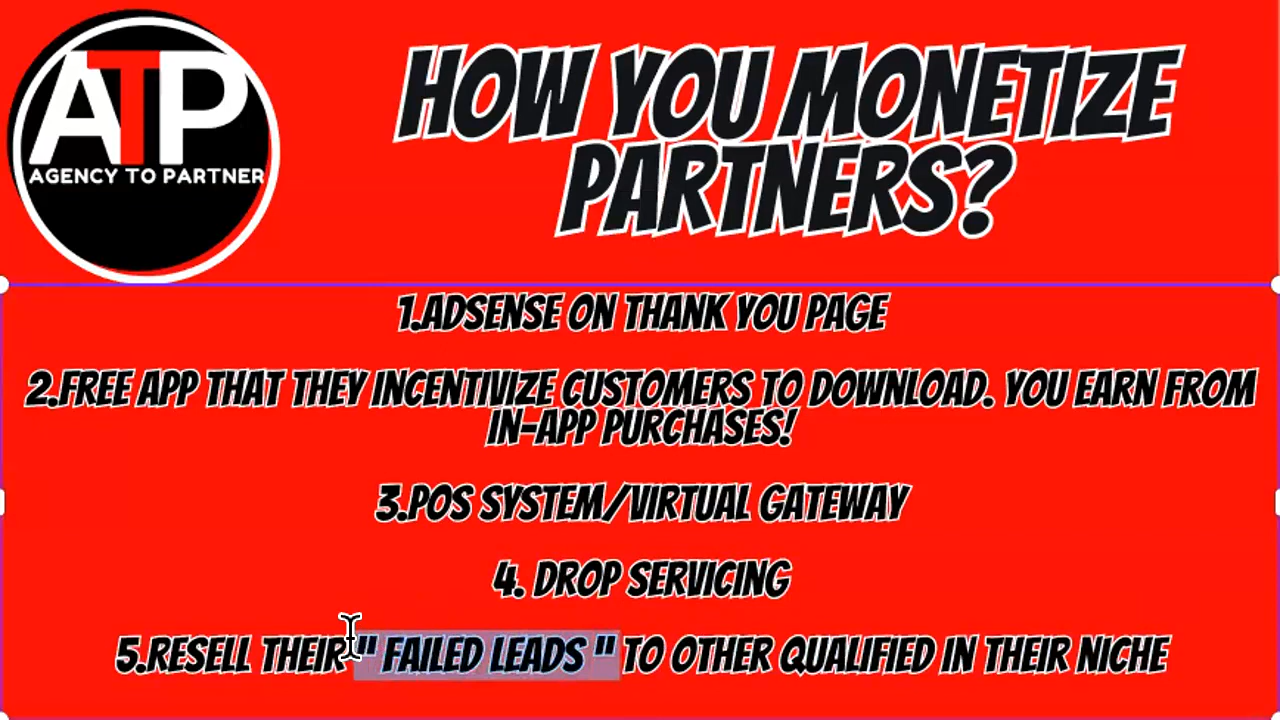 ATP
AGENCY TO PARTNER
HOW YOU MONETIZE
PARTNERS?
1.ADSENSE ON THANK YOU PAGE
2.FREE APP THAT THEY INCENTIVIZE CUSTOMERS TO DOWNLOAD. YOU EARN FROM
IN-APP PURCHASES!
3.POS SYSTEM/VIRTUAL GATEWAY
4. DROP SERVICING
5.RESELL THEIR " FAILED LEADS " TO OTHER QUALIFIED IN THEIR NICHE